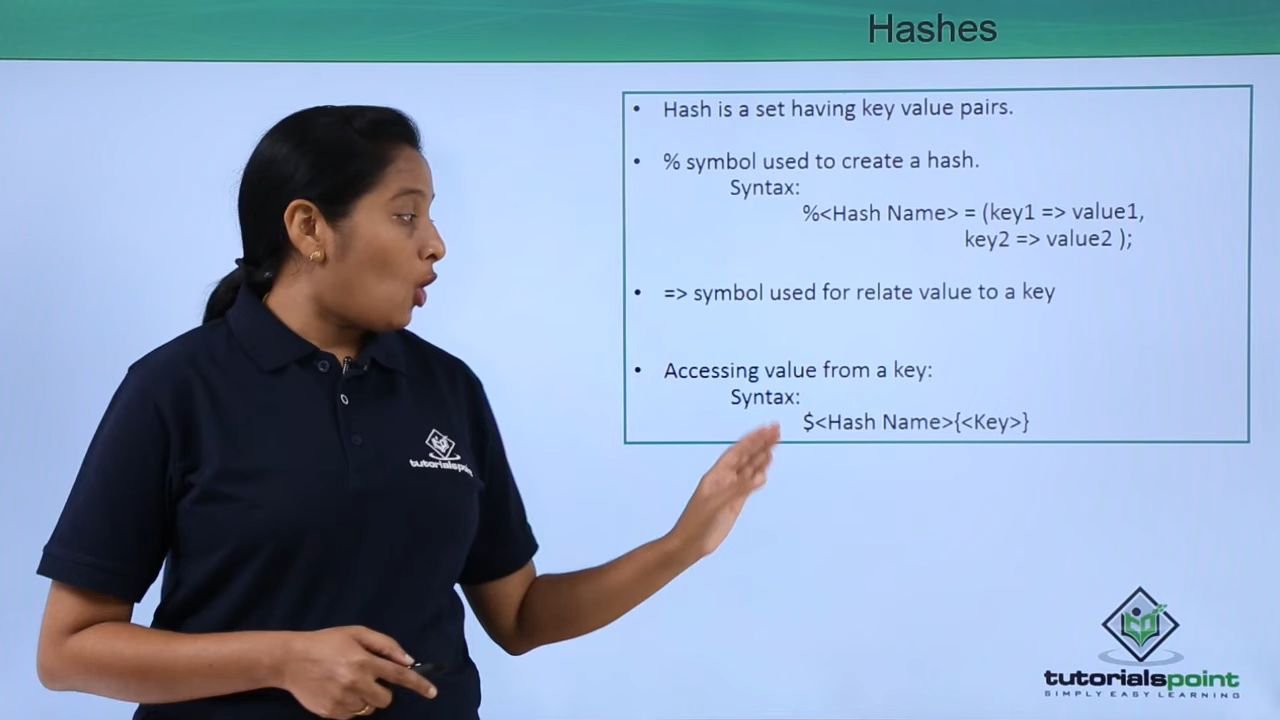 Hashes
• Hash is a set having key value pairs.
• % symbol used to create a hash.
Syntax:
%<Hash Name> = (key1 => value1,
key2 => value2 );
• => symbol used for relate value to a key
• Accessing value from a key:
Syntax:
$<Hash Name>{<Key>}
tutorialspoint
tutorialspoint
SIMPLY EASY LEARNING